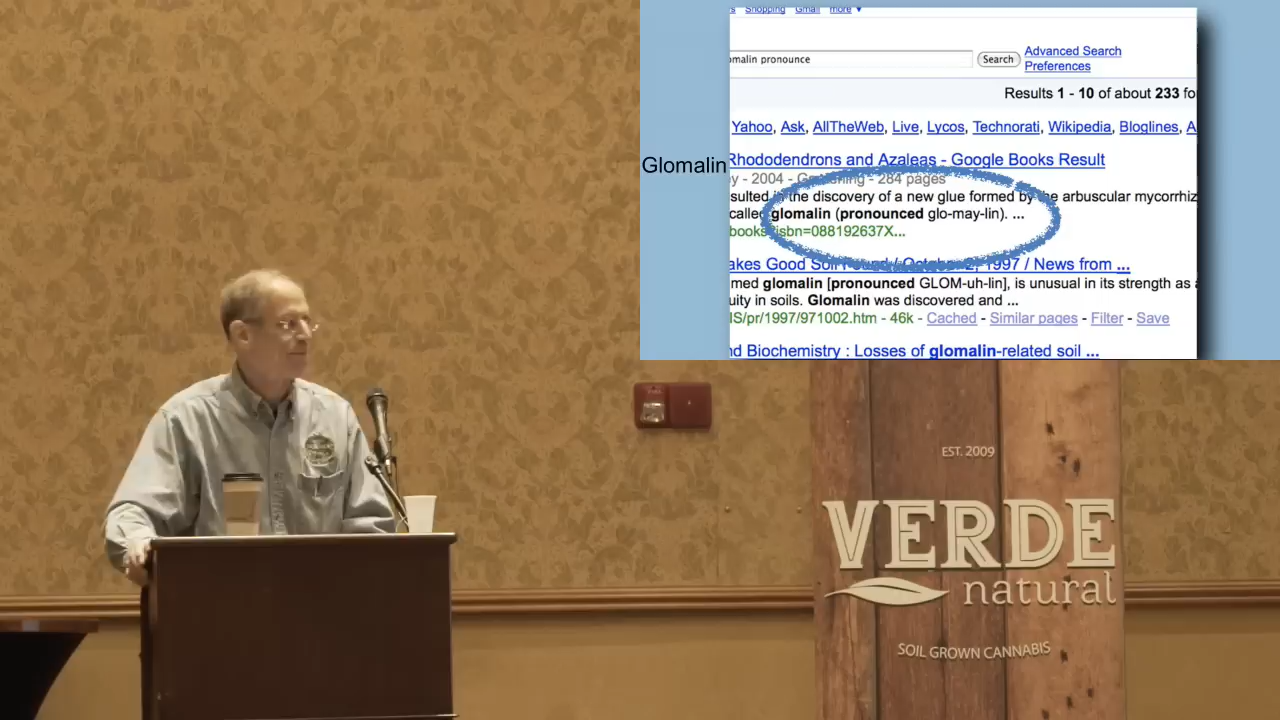 Shopping Gmail more ▼
omalin pronounce Search Advanced Search
Preferences
Results 1 - 10 of about 233 fo
Yahoo, Ask, AllTheWeb, Live, Lycos, Technorati, Wikipedia, Bloglines, A
Glomalin
Rhododendrons and Azaleas - Google Books Result
ey - 2004 - Gardening - 284 pages
sulted in the discovery of a new glue formed by the arbuscular mycorrhiz
called glomalin (pronounced glo-may-lin). ...
books?isbn=088192637X...
akes Good Soil Found / October 2, 1997 / News from ...
med glomalin [pronounced GLOM-uh-lin], is unusual in its strength as a
uity in soils. Glomalin was discovered and ...
IS/pr/1997/971002.htm - 46k - Cached - Similar pages - Filter - Save
nd Biochemistry : Losses of glomalin-related soil ...
EST. 2009
VERDE
natural
SOIL GROWN CANNABIS